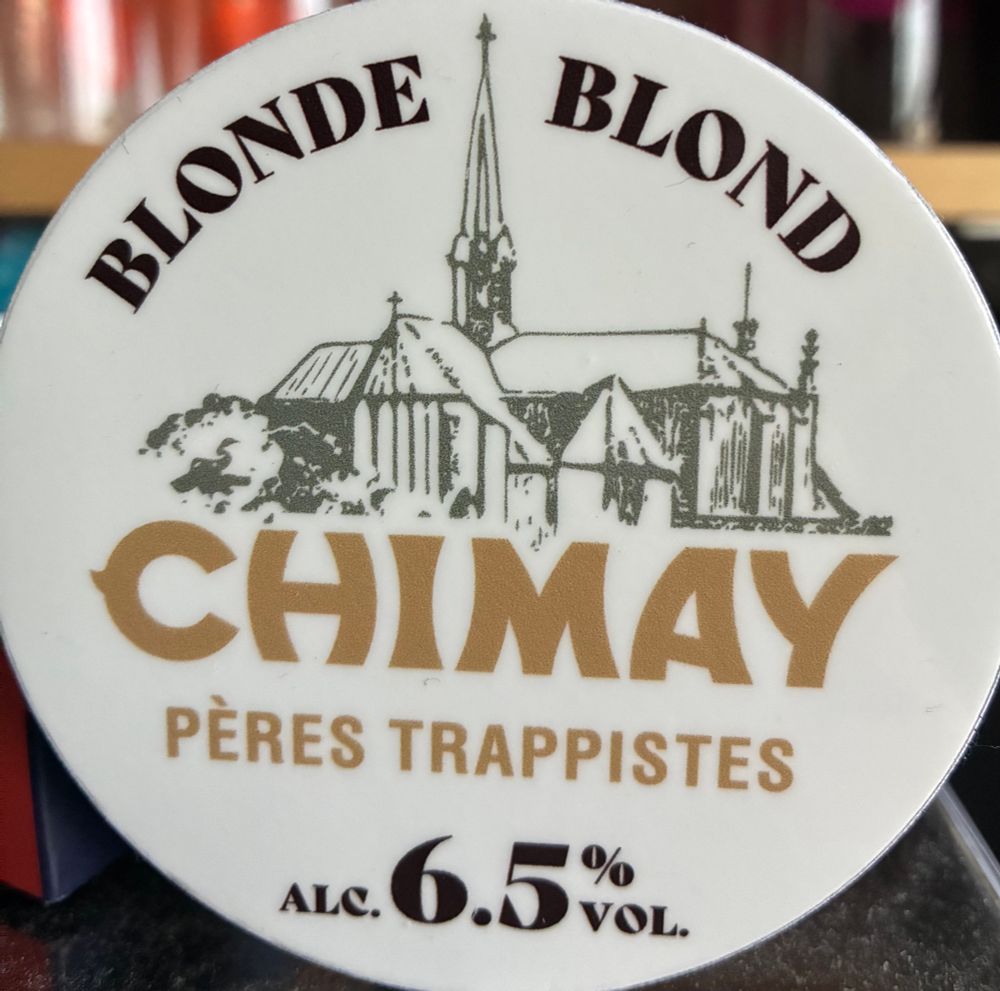 BLONDE BLOND
CHIMAY
PÈRES TRAPPISTES
ALC. 6.5% VOL.